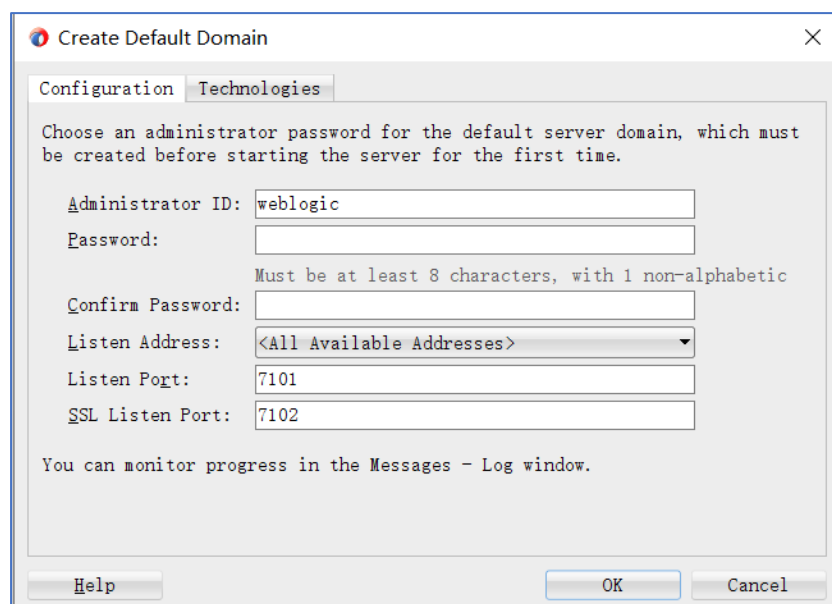 Create Default Domain
Configuration Technologies
Choose an administrator password for the default server domain, which must
be created before starting the server for the first time.
Administrator ID: weblogic
Password:
Must be at least 8 characters, with 1 non-alphabetic
Confirm Password:
Listen Address: <All Available Addresses>
Listen Port: 7101
SSL Listen Port: 7102
You can monitor progress in the Messages - Log window.
Help OK Cancel